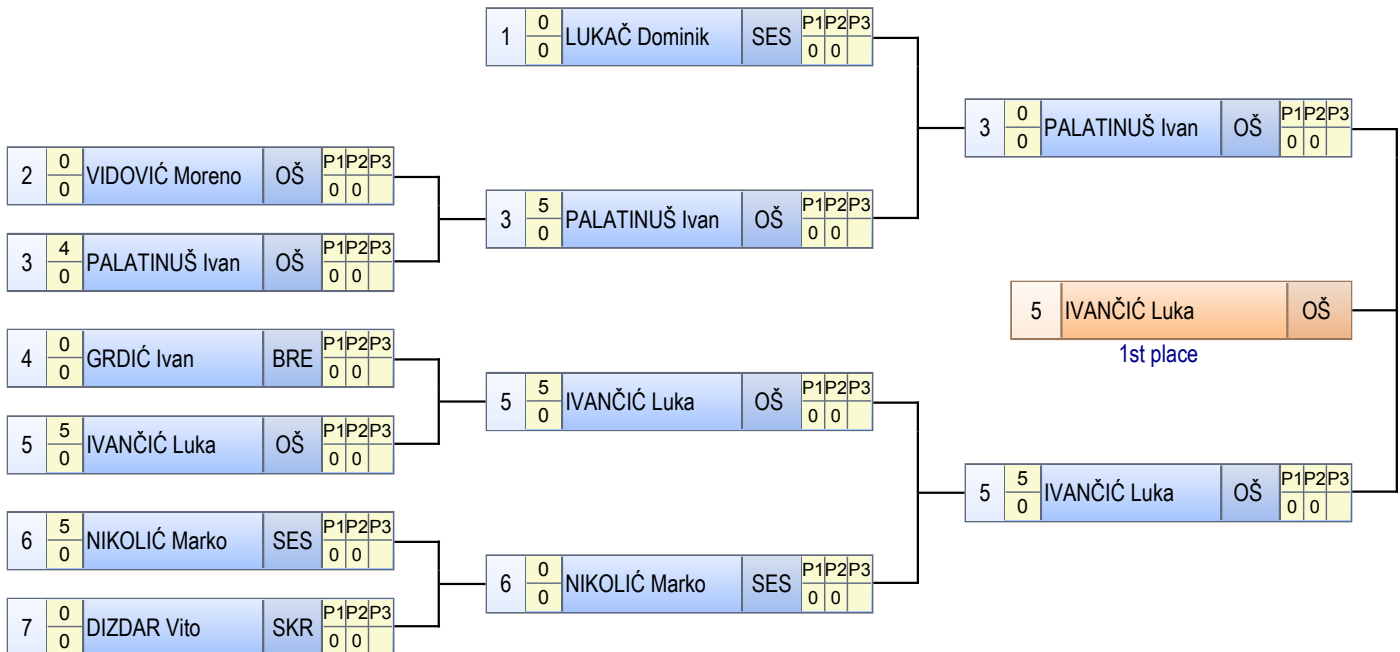 1 0 0 LUKAČ Dominik SES P1 P2 P3 0 0
3 0 0 PALATINUŠ Ivan OŠ P1 P2 P3 0 0
2 0 0 VIDOVIĆ Moreno OŠ P1 P2 P3 0 0
3 5 0 PALATINUŠ Ivan OŠ P1 P2 P3 0 0
3 4 0 PALATINUŠ Ivan OŠ P1 P2 P3 0 0
5 IVANČIĆ Luka OŠ
1st place
4 0 0 GRDIĆ Ivan BRE P1 P2 P3 0 0
5 5 0 IVANČIĆ Luka OŠ P1 P2 P3 0 0
5 5 0 IVANČIĆ Luka OŠ P1 P2 P3 0 0
5 5 0 IVANČIĆ Luka OŠ P1 P2 P3 0 0
6 5 0 NIKOLIĆ Marko SES P1 P2 P3 0 0
6 0 0 NIKOLIĆ Marko SES P1 P2 P3 0 0
7 0 0 DIZDAR Vito SKR P1 P2 P3 0 0